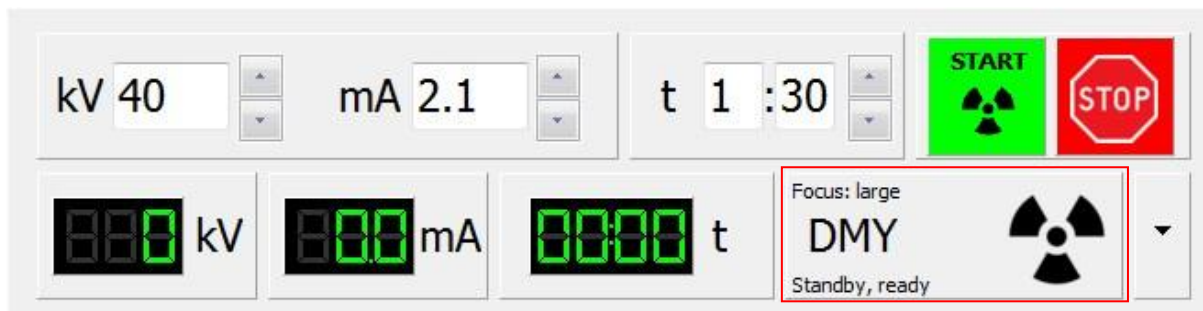 kV 40 mA 2.1 t 1 :30 START STOP
0 kV 0.0 mA 00:00 t
Focus: large
DMY
Standby, ready